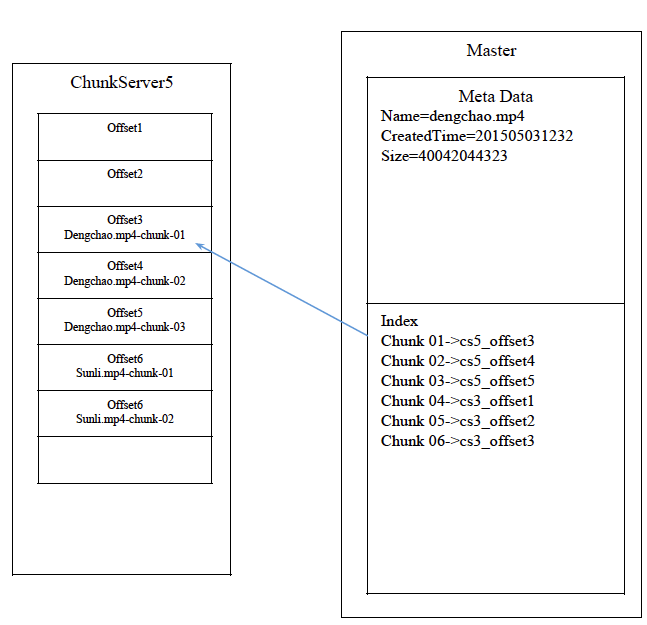 ChunkServer5
Offset1
Offset2
Offset3
Dengchao.mp4-chunk-01
Offset4
Dengchao.mp4-chunk-02
Offset5
Dengchao.mp4-chunk-03
Offset6
Sunli.mp4-chunk-01
Offset6
Sunli.mp4-chunk-02
Master
Meta Data
Name=dengchao.mp4
CreatedTime=201505031232
Size=40042044323
Index
Chunk 01->cs5_offset3
Chunk 02->cs5_offset4
Chunk 03->cs5_offset5
Chunk 04->cs3_offset1
Chunk 05->cs3_offset2
Chunk 06->cs3_offset3